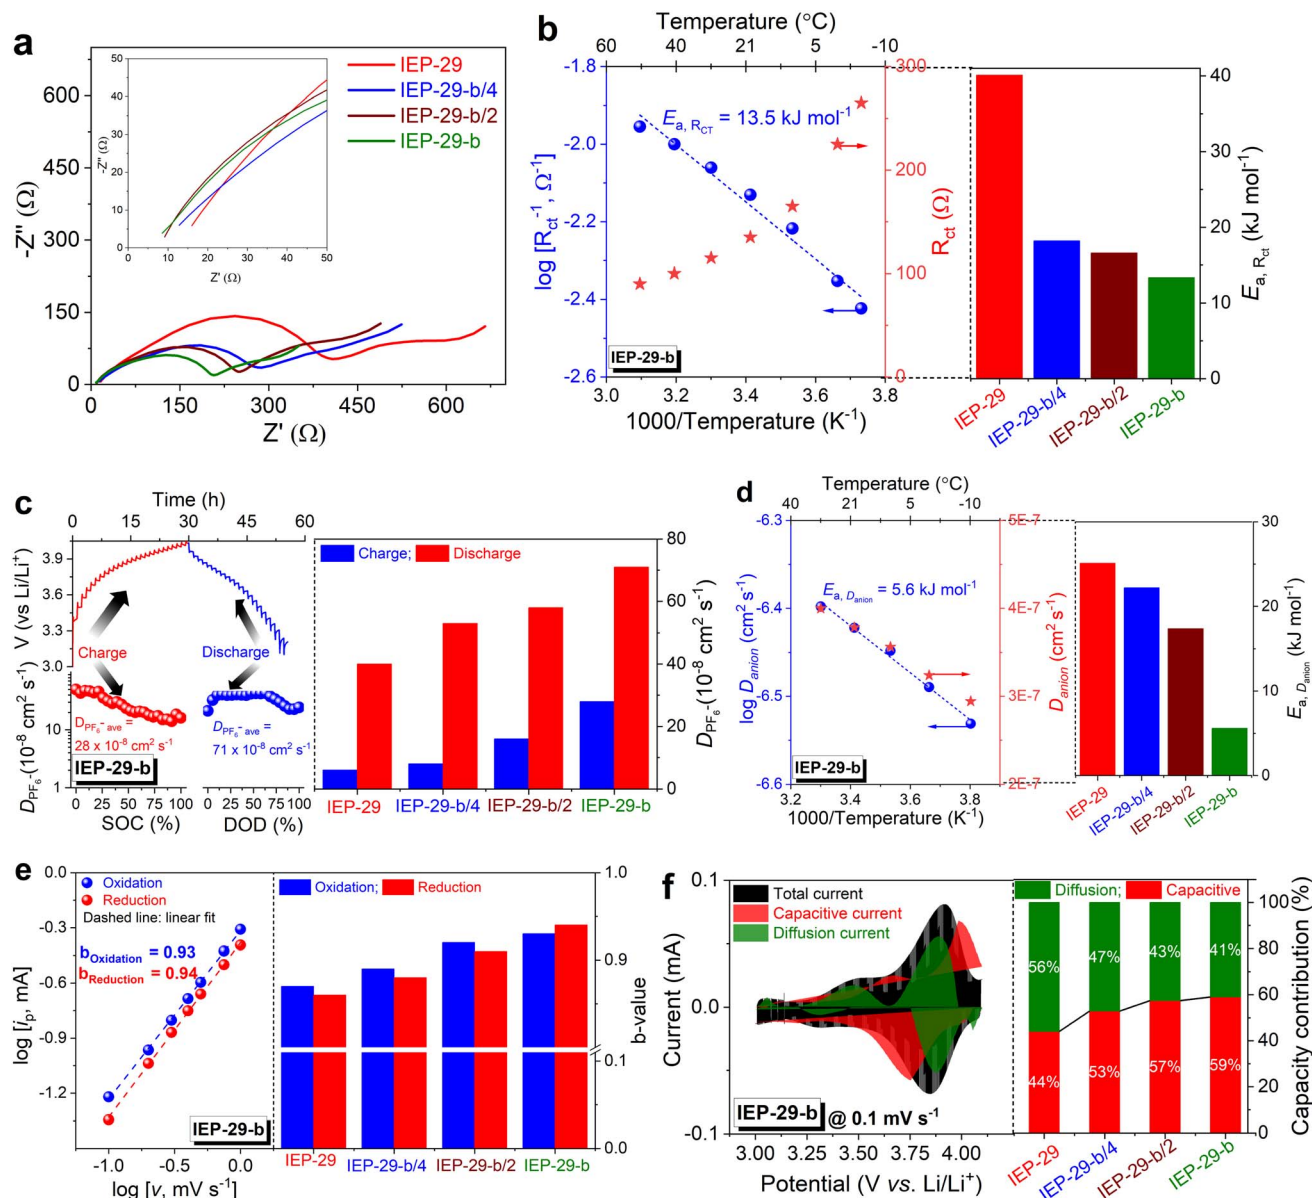 a
-Z" (Ω)
600
450
300
150
0
0
150
300
450
600
Z' (Ω)
-Z'' (Ω)
50
40
30
20
10
0
0
10
20
30
40
50
Z' (Ω)
IEP-29
IEP-29-b/4
IEP-29-b/2
IEP-29-b
b
Temperature (°C)
60
40
21
5
-10
-1.8
-2.0
-2.2
-2.4
-2.6
log [Rct⁻¹, Ω⁻¹]
Ea, RCT = 13.5 kJ mol⁻¹
IEP-29-b
3.0
3.2
3.4
3.6
3.8
1000/Temperature (K⁻¹)
300
200
100
0
Rct (Ω)
40
30
20
10
0
Ea, Rct (kJ mol⁻¹)
IEP-29
IEP-29-b/4
IEP-29-b/2
IEP-29-b
c
Time (h)
0
15
30
45
60
V (vs Li/Li⁺)
3.9
3.6
3.3
3.0
Charge
Discharge
DPF₆-(10⁻⁸ cm² s⁻¹)
10
1
DPF₆- ave =
28 x 10⁻⁸ cm² s⁻¹
DPF₆- ave =
71 x 10⁻⁸ cm² s⁻¹
IEP-29-b
0
25
50
75
100
0
25
50
75
100
SOC (%)
DOD (%)
Charge; Discharge
80
60
40
20
0
DPF₆-(10⁻⁸ cm² s⁻¹)
IEP-29
IEP-29-b/4
IEP-29-b/2
IEP-29-b
d
Temperature (°C)
40
21
5
-10
-6.3
-6.4
-6.5
-6.6
log Danion (cm² s⁻¹)
Ea, Danion = 5.6 kJ mol⁻¹
IEP-29-b
3.2
3.4
3.6
3.8
1000/Temperature (K⁻¹)
5E-7
4E-7
3E-7
2E-7
Danion (cm² s⁻¹)
30
20
10
0
Ea, Danion (kJ mol⁻¹)
IEP-29
IEP-29-b/4
IEP-29-b/2
IEP-29-b
e
0.0
-0.3
-0.6
-0.9
-1.2
log [ip, mA]
Oxidation
Reduction
Dashed line: linear fit
bOxidation = 0.93
bReduction = 0.94
IEP-29-b
-1.0
-0.5
0.0
log [v, mV s⁻¹]
Oxidation; Reduction
1.0
0.9
0.1
0.0
b-value
IEP-29
IEP-29-b/4
IEP-29-b/2
IEP-29-b
f
0.1
0.0
-0.1
Current (mA)
Total current
Capacitive current
Diffusion current
IEP-29-b @ 0.1 mV s⁻¹
3.00
3.25
3.50
3.75
4.00
Potential (V vs. Li/Li⁺)
Diffusion; Capacitive
56%
47%
43%
41%
44%
53%
57%
59%
100
80
60
40
20
0
Capacity contribution (%)
IEP-29
IEP-29-b/4
IEP-29-b/2
IEP-29-b